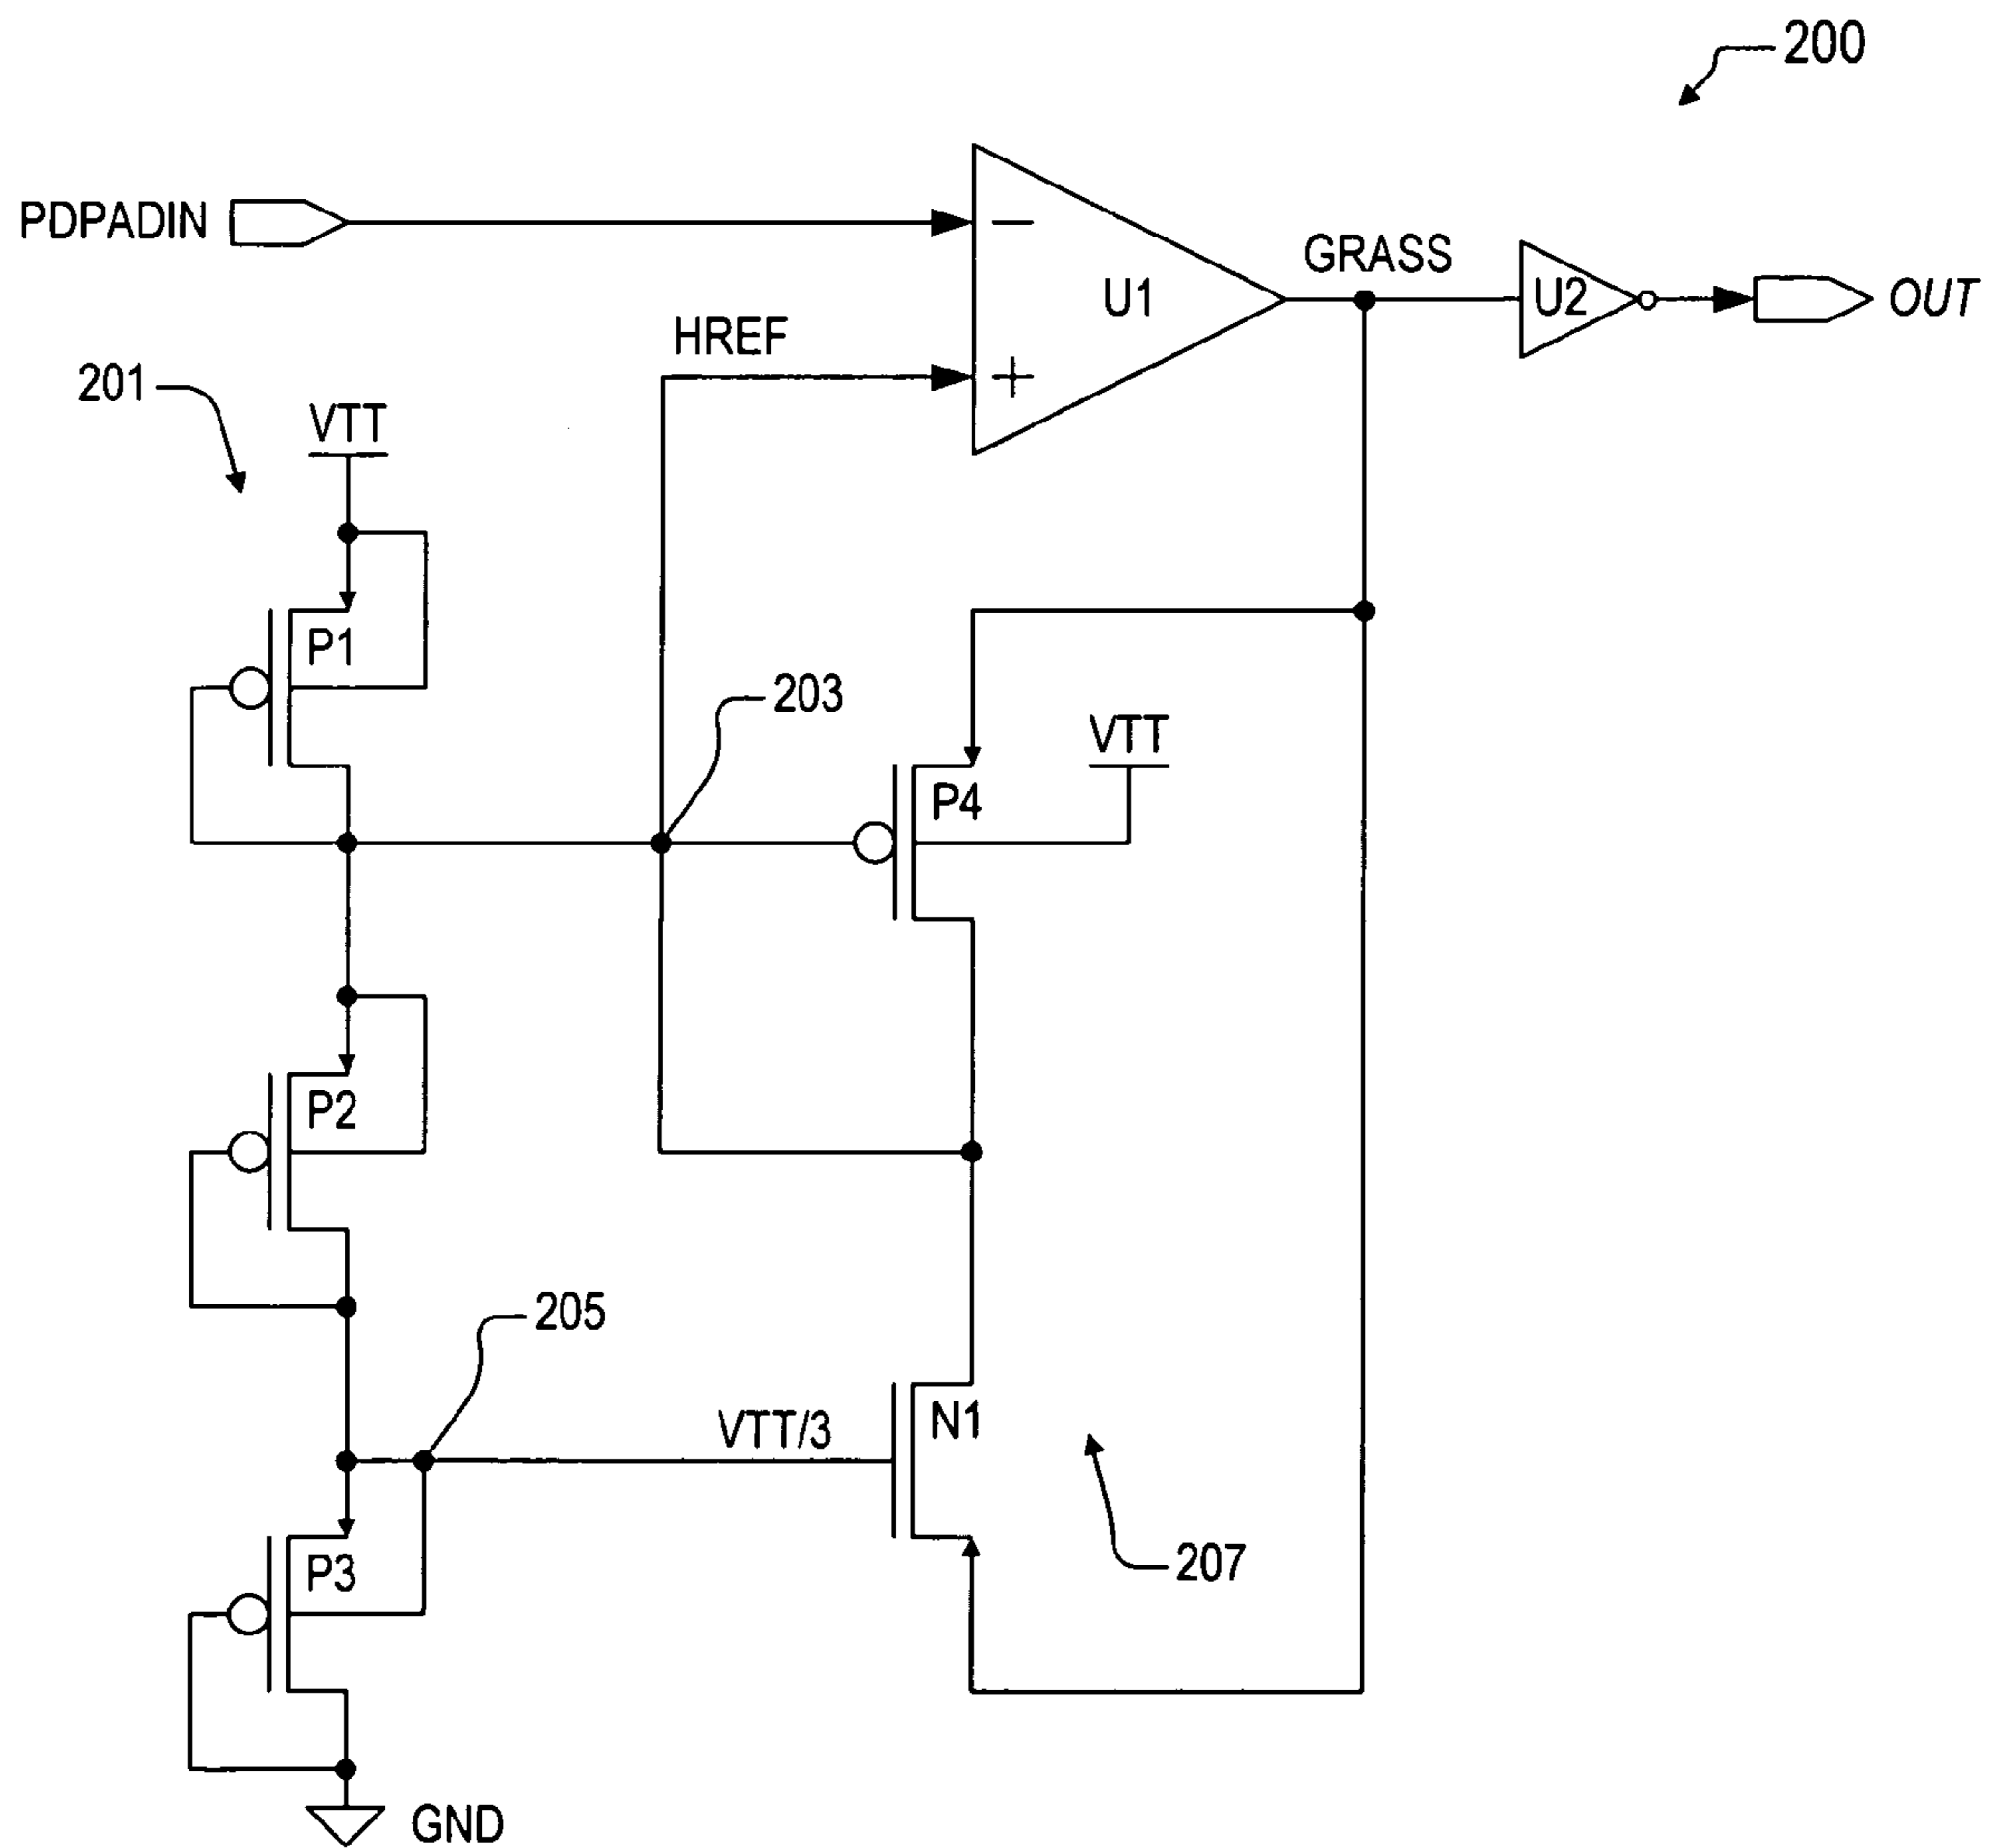 200
PDPADIN
−
U1
GRASS
U2
OUT
HREF
+
201
VTT
P1
203
VTT
P4
P2
205
VTT/3
N1
207
P3
GND